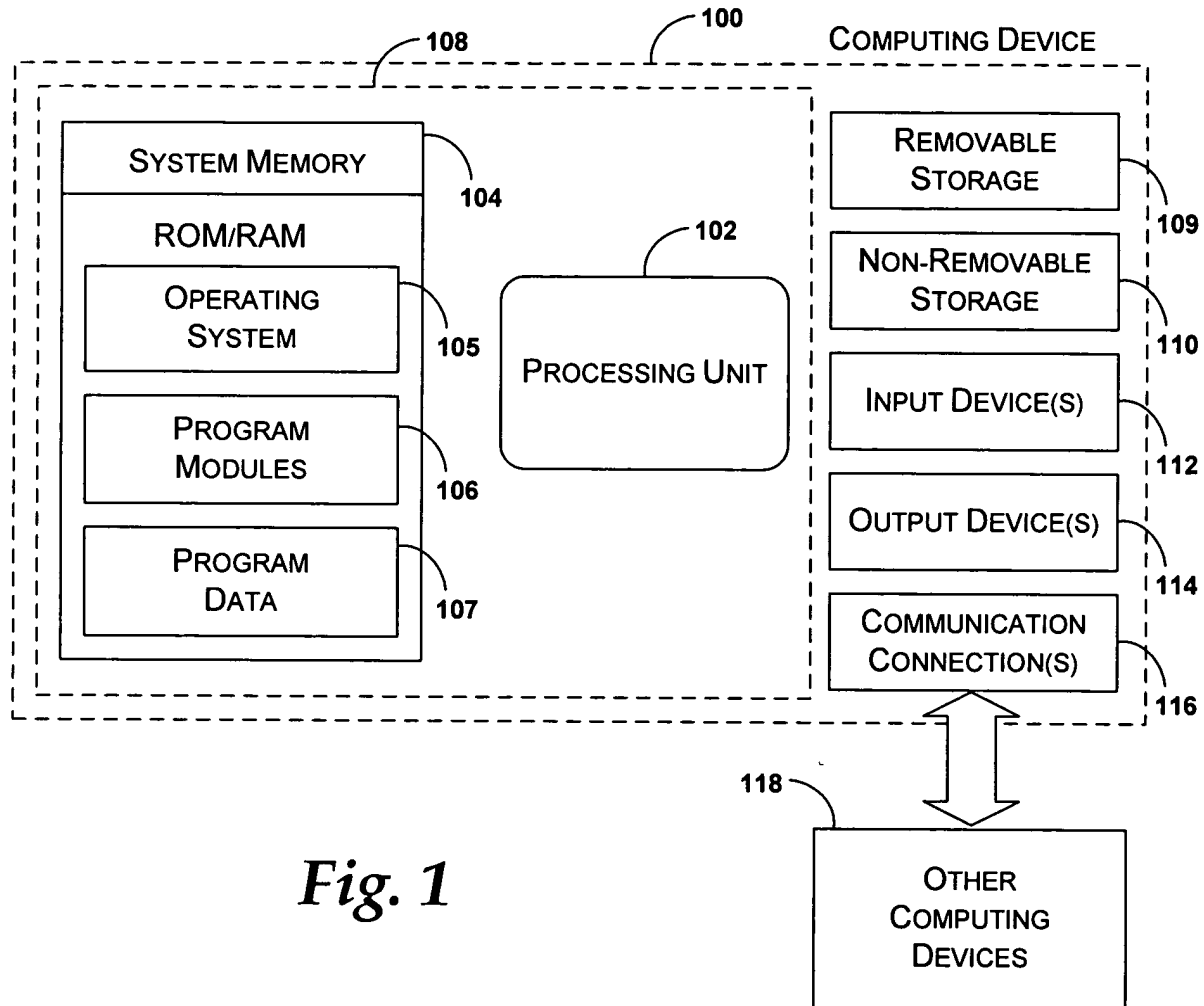 100
COMPUTING DEVICE
108
SYSTEM MEMORY
104
ROM/RAM
OPERATING
SYSTEM
105
PROGRAM
MODULES
106
PROGRAM
DATA
107
102
PROCESSING UNIT
REMOVABLE
STORAGE
109
NON-REMOVABLE
STORAGE
110
INPUT DEVICE(S)
112
OUTPUT DEVICE(S)
114
COMMUNICATION
CONNECTION(S)
116
118
OTHER
COMPUTING
DEVICES
Fig. 1